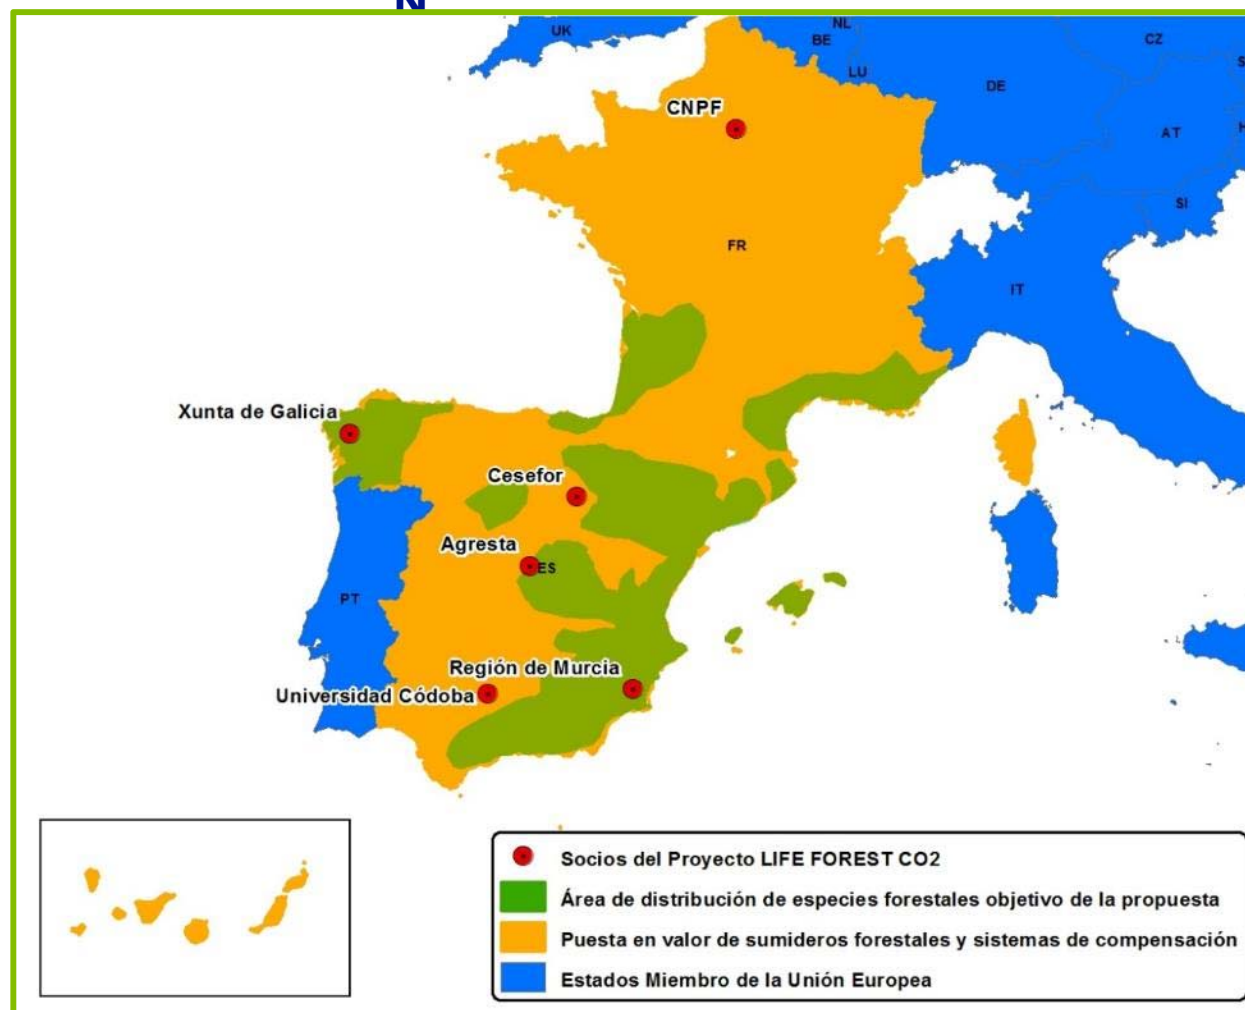 N
UK
NL
BE
CZ
LU
DE
CNPF
AT
SI
FR
IT
Xunta de Galicia
Cesefor
Agresta
ES
PT
Región de Murcia
Universidad Códoba
Socios del Proyecto LIFE FOREST CO2
Área de distribución de especies forestales objetivo de la propuesta
Puesta en valor de sumideros forestales y sistemas de compensación
Estados Miembro de la Unión Europea